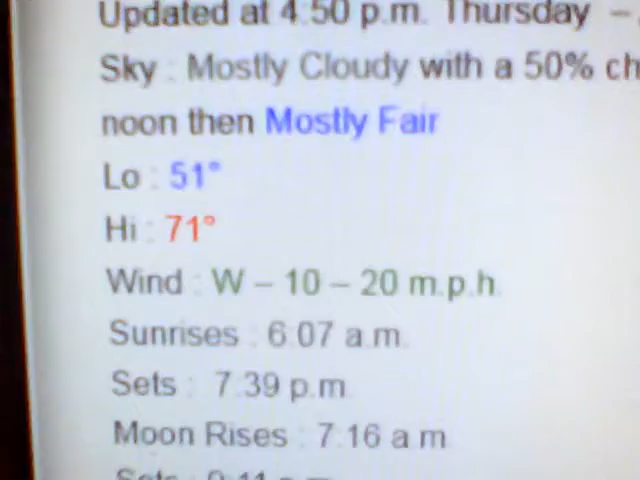 Updated at 4:50 p.m. Thursday –
Sky : Mostly Cloudy with a 50% ch
noon then Mostly Fair
Lo : 51°
Hi : 71°
Wind : W – 10 – 20 m.p.h.
Sunrises : 6:07 a.m.
Sets : 7:39 p.m.
Moon Rises : 7:16 a.m.
Sets :